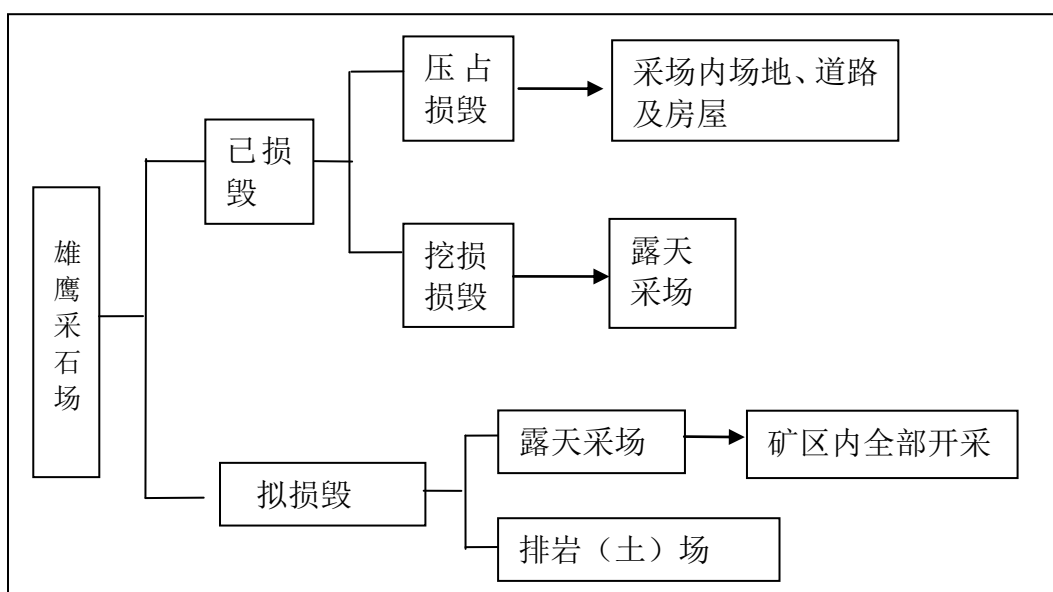 压 占
损毁
采场内场地、道路
及房屋
已损
毁
雄
鹰
采
石
场
挖损
损毁
露天
采场
露天采场
矿区内全部开采
拟损毁
排岩（土）场